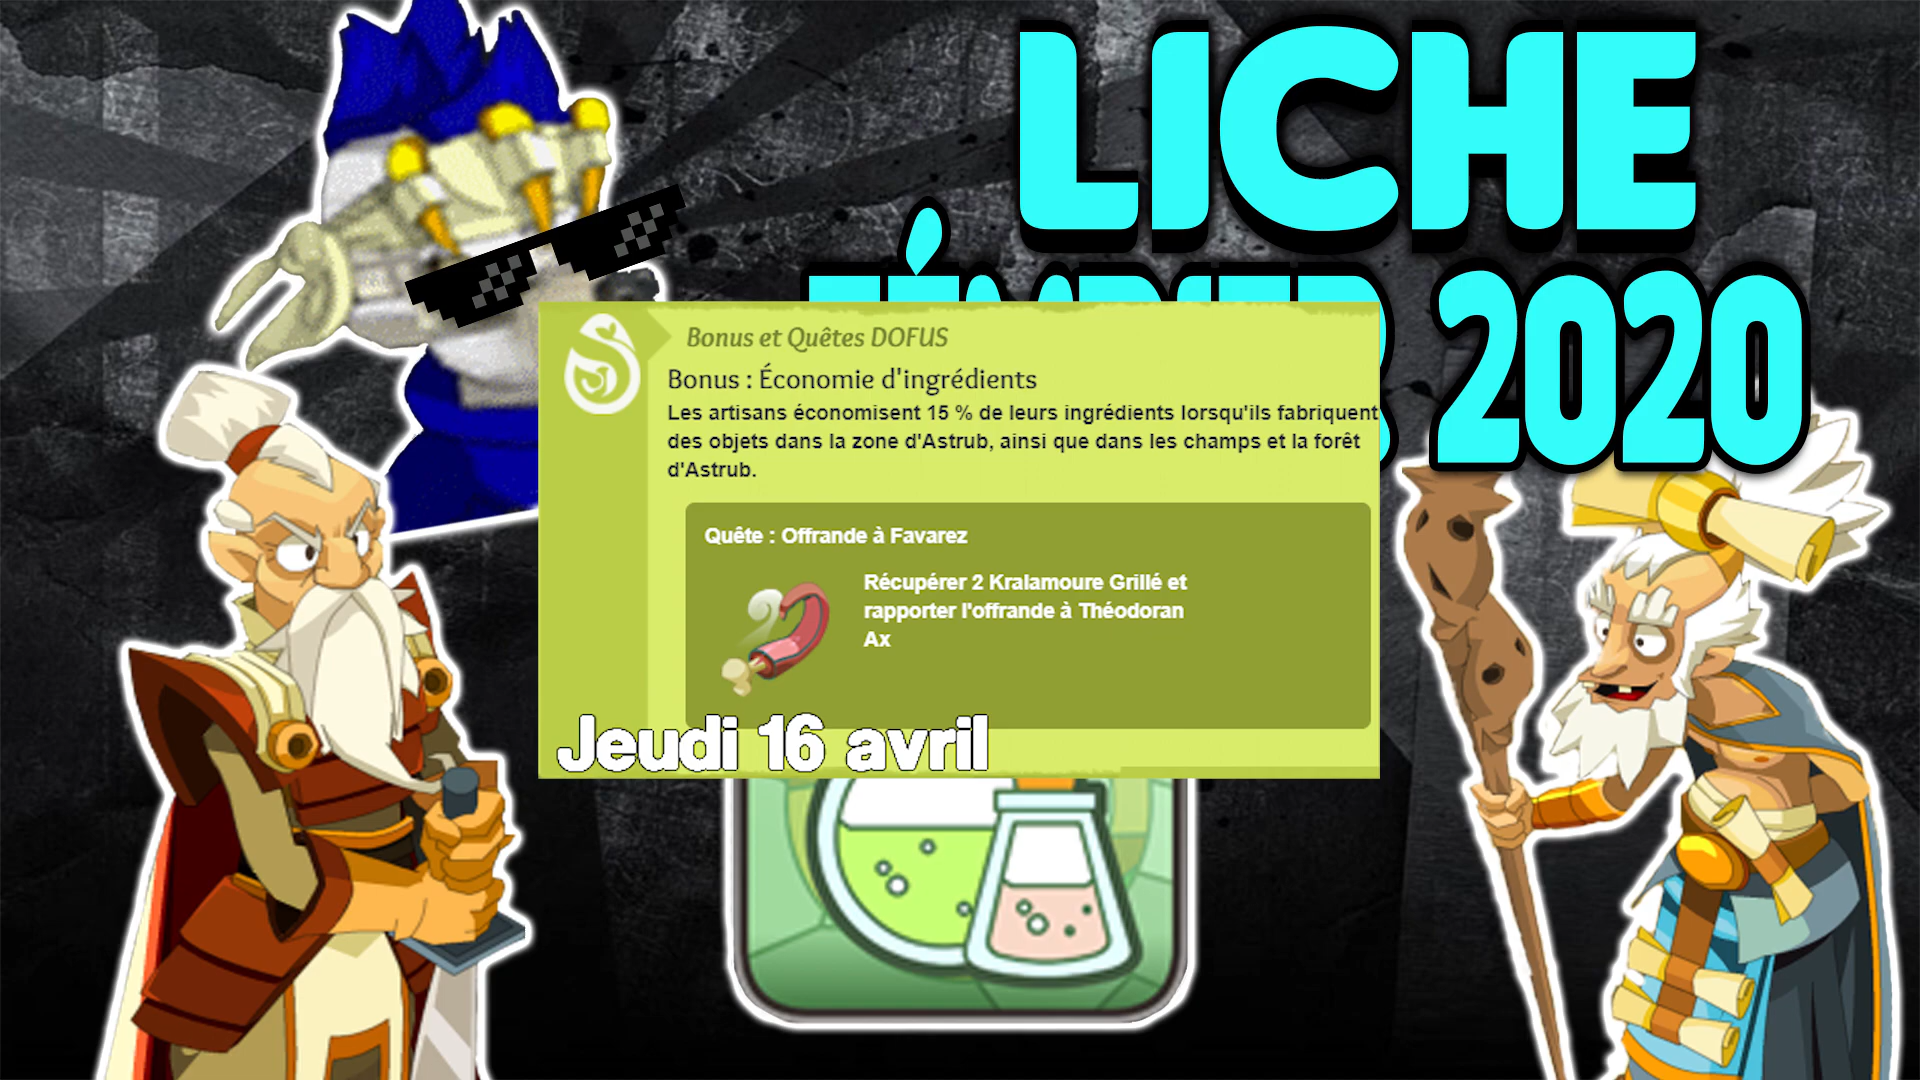 LICHE
FÉVRIER 2020
Bonus et Quêtes DOFUS
Bonus : Économie d'ingrédients
Les artisans économisent 15 % de leurs ingrédients lorsqu'ils fabriquent
des objets dans la zone d'Astrub, ainsi que dans les champs et la forêt
d'Astrub.
Quête : Offrande à Favarez
Récupérer 2 Kralamoure Grillé et
rapporter l'offrande à Théodoran
Ax
Jeudi 16 avril